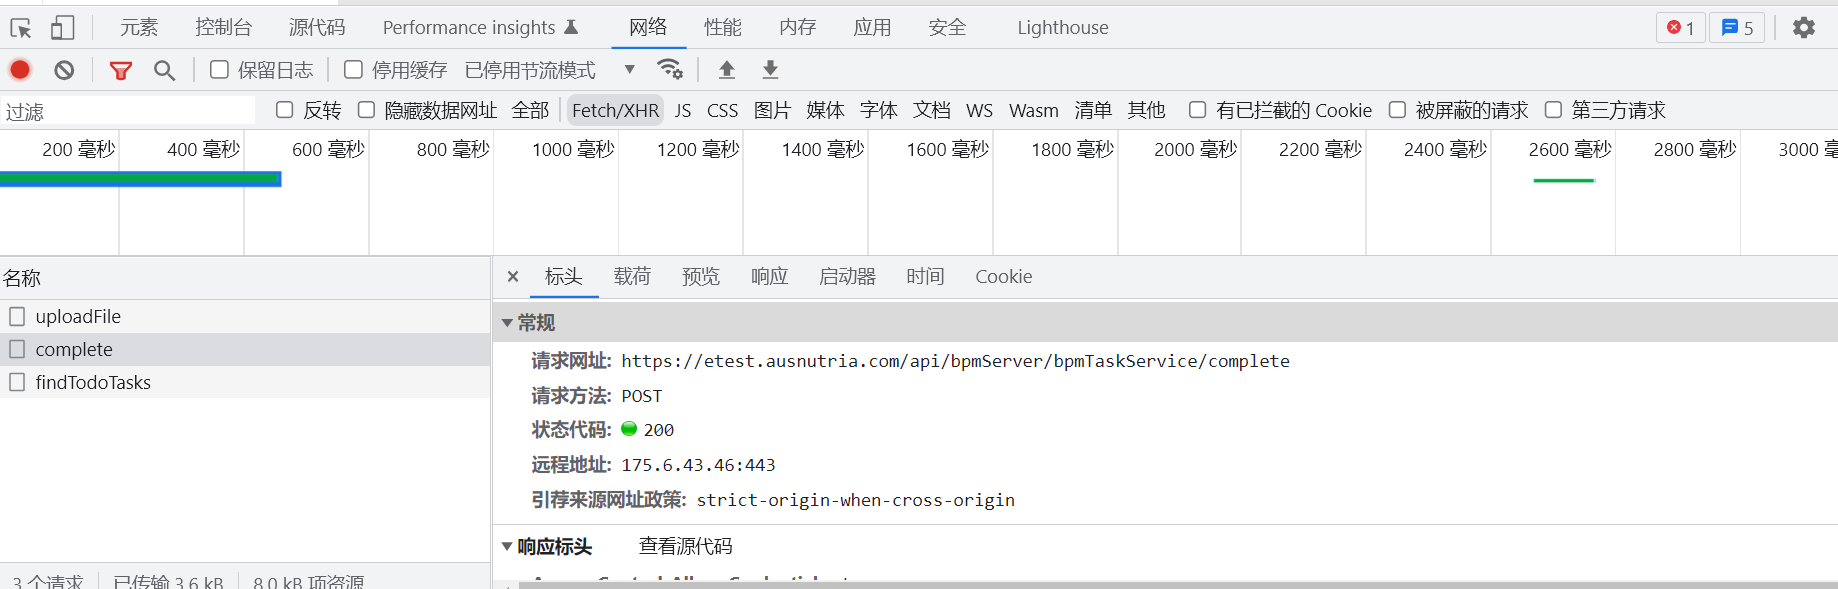 元素 控制台 源代码 Performance insights 网络 性能 内存 应用 安全 Lighthouse 1 5
保留日志 停用缓存 已停用节流模式
过滤 反转 隐藏数据网址 全部 Fetch/XHR JS CSS 图片 媒体 字体 文档 WS Wasm 清单 其他 有已拦截的 Cookie 被屏蔽的请求 第三方请求
200 毫秒 400 毫秒 600 毫秒 800 毫秒 1000 毫秒 1200 毫秒 1400 毫秒 1600 毫秒 1800 毫秒 2000 毫秒 2200 毫秒 2400 毫秒 2600 毫秒 2800 毫秒 3000 毫
名称
uploadFile
complete
findTodoTasks
3 个请求 已传输 3.6 kB 8.0 kB 项资源
× 标头 载荷 预览 响应 启动器 时间 Cookie
常规
请求网址: https://etest.ausnutria.com/api/bpmServer/bpmTaskService/complete
请求方法: POST
状态代码: 200
远程地址: 175.6.43.46:443
引荐来源网址政策: strict-origin-when-cross-origin
响应标头 查看源代码